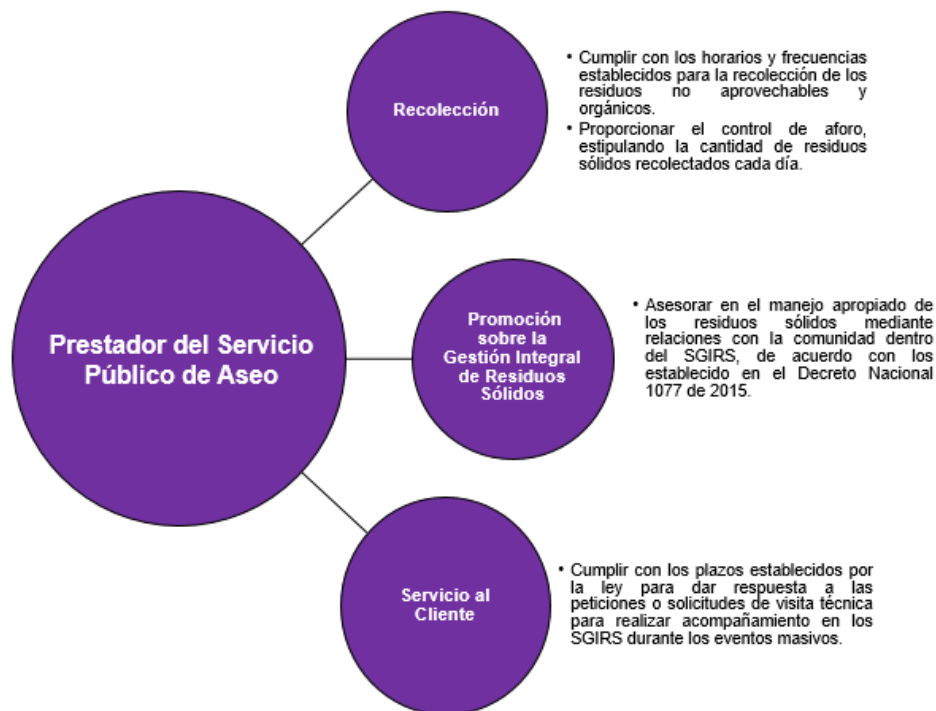 Recolección
• Cumplir con los horarios y frecuencias
establecidos para la recolección de los
residuos no aprovechables y
orgánicos.
• Proporcionar el control de aforo,
estipulando la cantidad de residuos
sólidos recolectados cada día.
Prestador del Servicio
Público de Aseo
Promoción
sobre la
Gestión Integral
de Residuos
Sólidos
• Asesorar en el manejo apropiado de
los residuos sólidos mediante
relaciones con la comunidad dentro
del SGIRS, de acuerdo con los
establecido en el Decreto Nacional
1077 de 2015.
Servicio al
Cliente
• Cumplir con los plazos establecidos por
la ley para dar respuesta a las
peticiones o solicitudes de visita técnica
para realizar acompañamiento en los
SGIRS durante los eventos masivos.